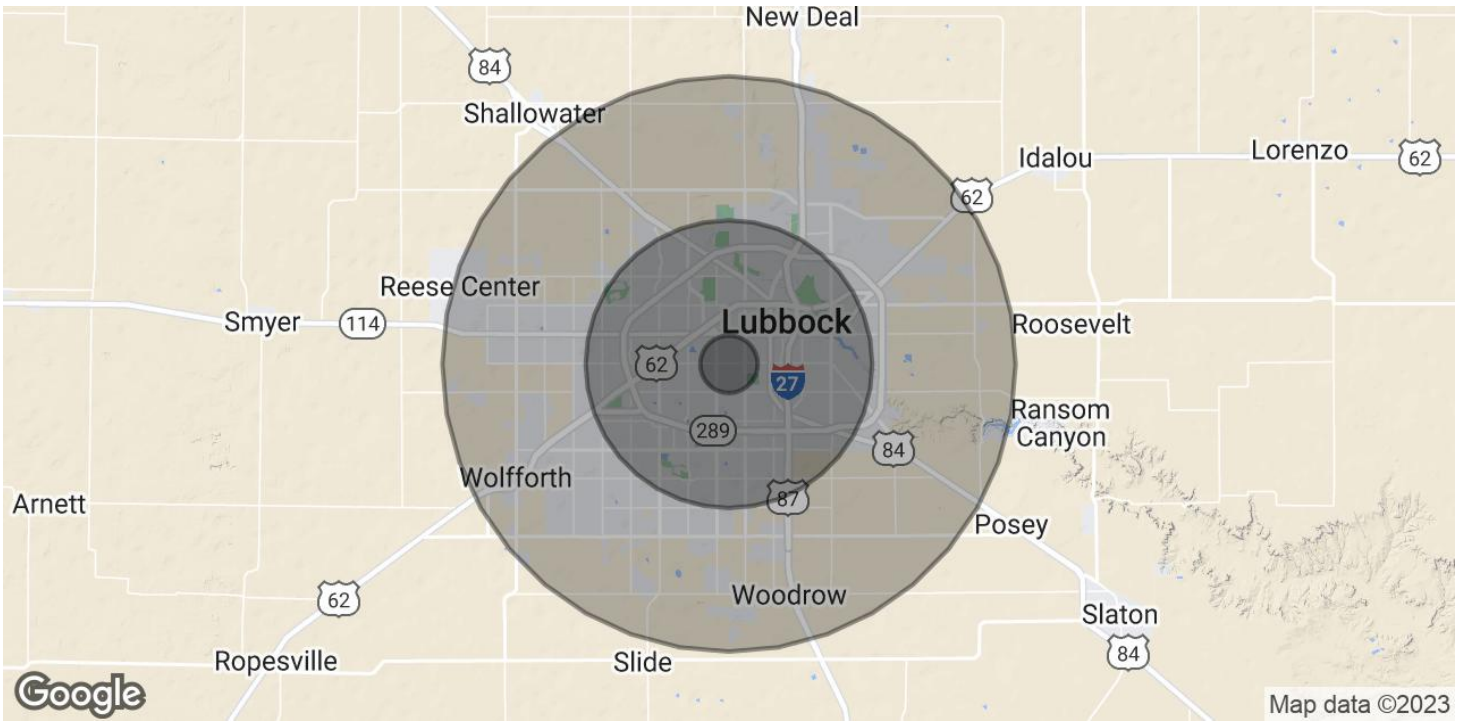 New Deal
84
Shallowater
Idalou
Lorenzo
62
62
Reese Center
Smyer
114
Lubbock
Roosevelt
62
27
289
Ransom
Canyon
84
Wolfforth
87
Arnett
Posey
62
Woodrow
Slaton
84
Ropesville
Slide
Google
Map data ©2023